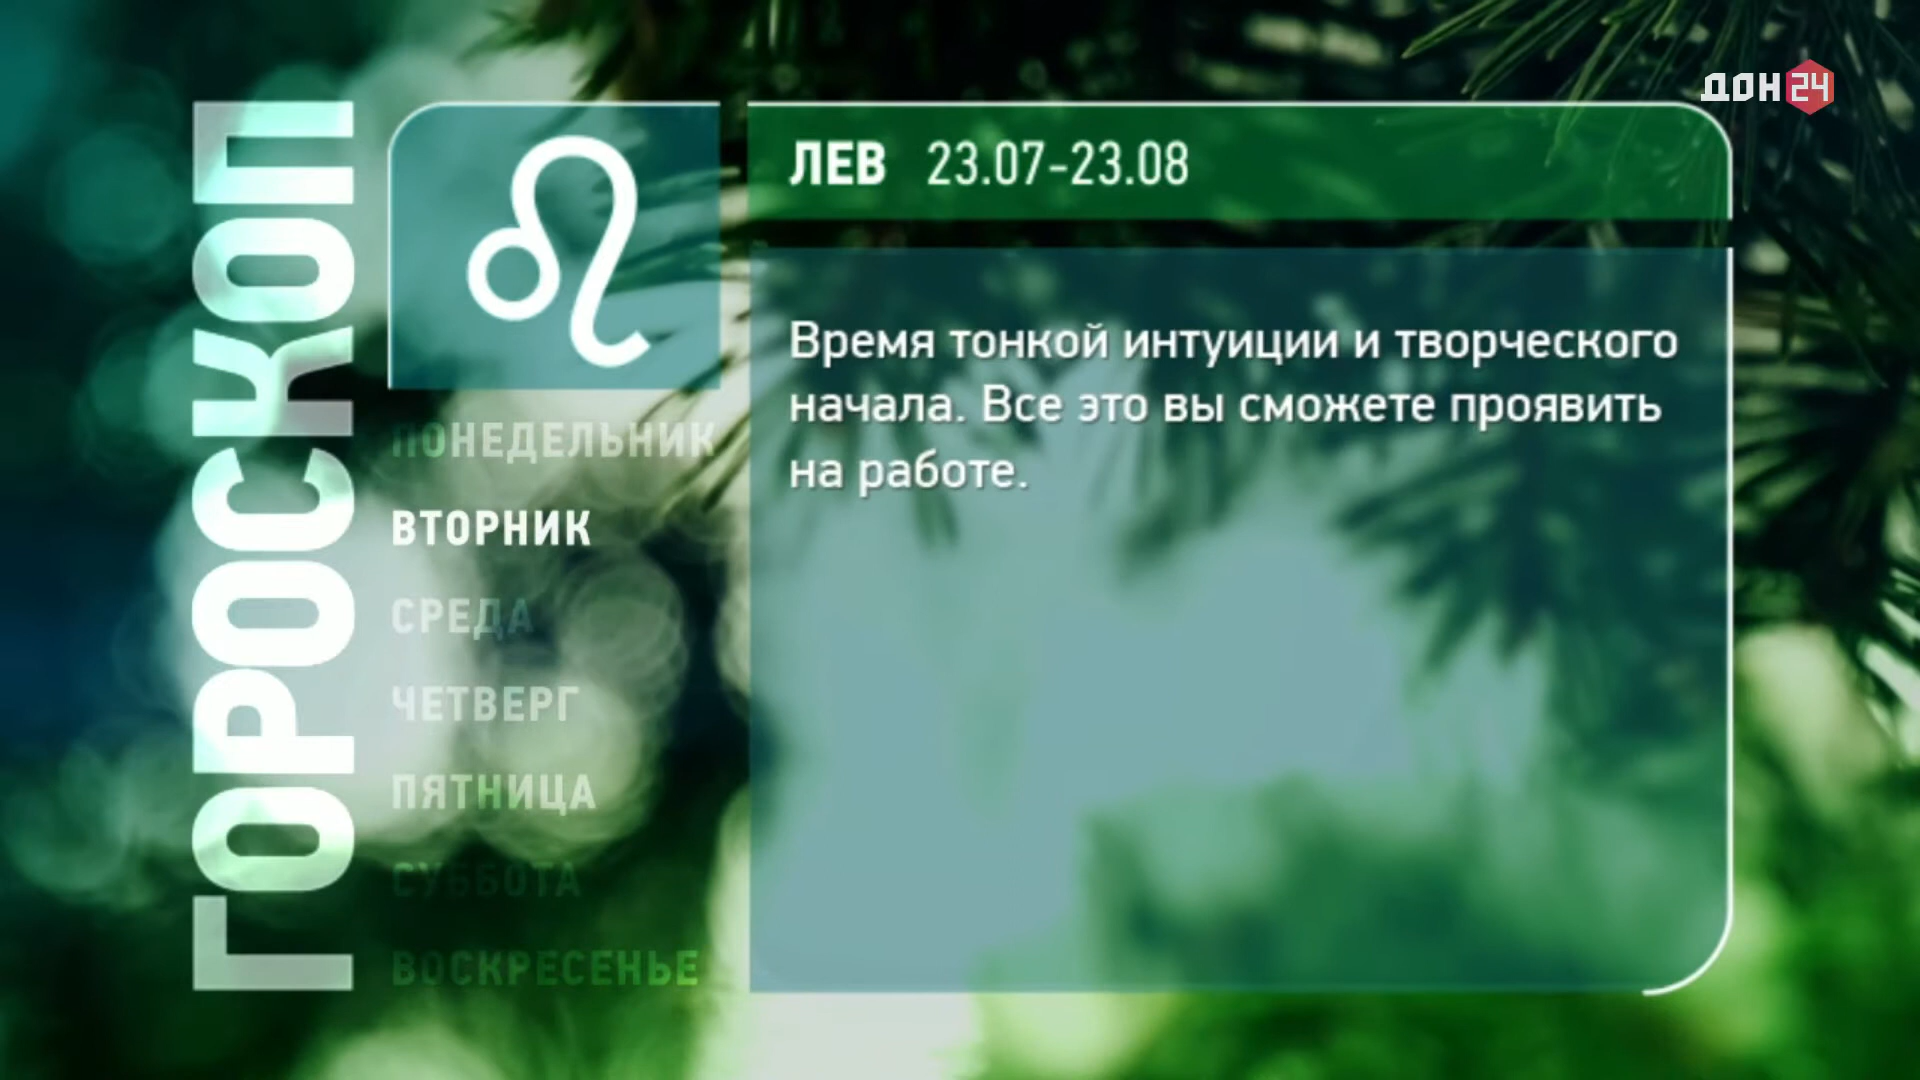 ДОН24
ГОРОСКОП
ЛЕВ 23.07-23.08
Время тонкой интуиции и творческого
начала. Все это вы сможете проявить
на работе.
ПОНЕДЕЛЬНИК
ВТОРНИК
СРЕДА
ЧЕТВЕРГ
ПЯТНИЦА
СУББОТА
ВОСКРЕСЕНЬЕ